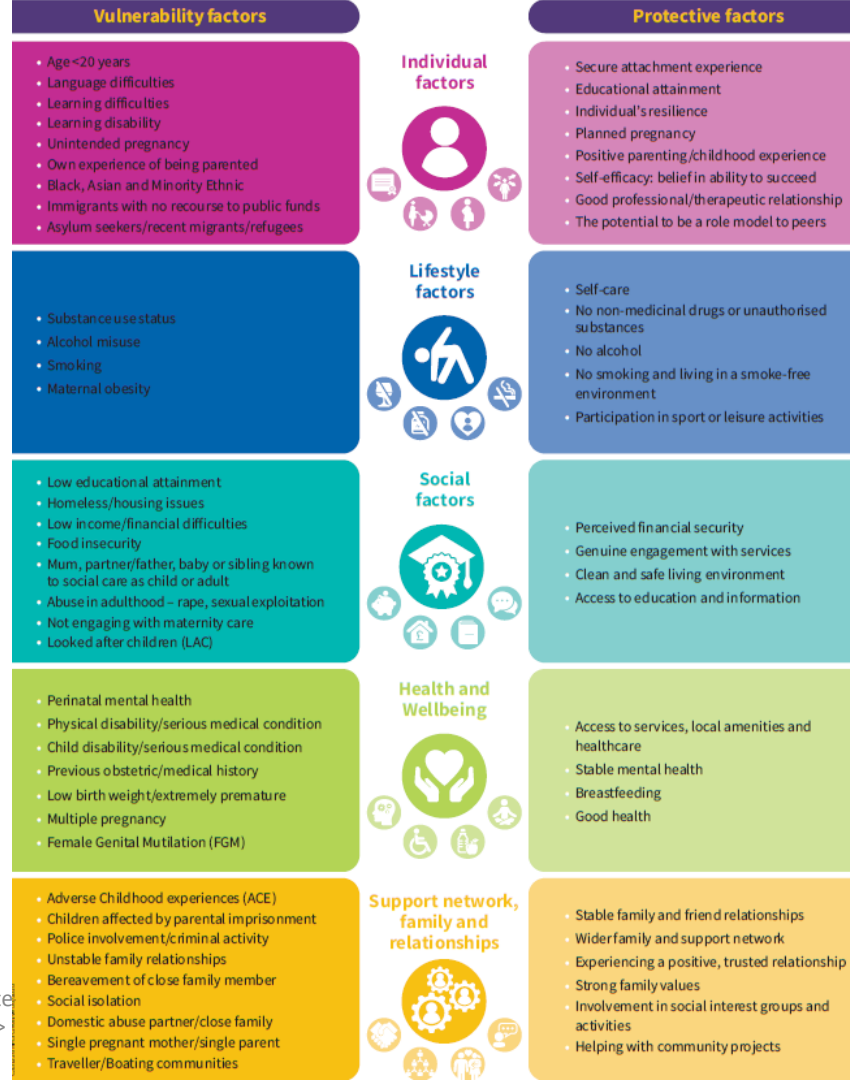 Vulnerability factors
Protective factors
Individual
factors
• Age <20 years
• Language difficulties
• Learning difficulties
• Learning disability
• Unintended pregnancy
• Own experience of being parented
• Black, Asian and Minority Ethnic
• Immigrants with no recourse to public funds
• Asylum seekers/recent migrants/refugees
• Secure attachment experience
• Educational attainment
• Individual's resilience
• Planned pregnancy
• Positive parenting/childhood experience
• Self-efficacy: belief in ability to succeed
• Good professional/therapeutic relationship
• The potential to be a role model to peers
Lifestyle
factors
• Substance use status
• Alcohol misuse
• Smoking
• Maternal obesity
• Self-care
• No non-medicinal drugs or unauthorised
substances
• No alcohol
• No smoking and living in a smoke-free
environment
• Participation in sport or leisure activities
Social
factors
• Low educational attainment
• Homeless/housing issues
• Low income/financial difficulties
• Food insecurity
• Mum, partner/father, baby or sibling known
to social care as child or adult
• Abuse in adulthood – rape, sexual exploitation
• Not engaging with maternity care
• Looked after children (LAC)
£
• Perceived financial security
• Genuine engagement with services
• Clean and safe living environment
• Access to education and information
Health and
Wellbeing
• Perinatal mental health
• Physical disability/serious medical condition
• Child disability/serious medical condition
• Previous obstetric/medical history
• Low birth weight/extremely premature
• Multiple pregnancy
• Female Genital Mutilation (FGM)
• Access to services, local amenities and
healthcare
• Stable mental health
• Breastfeeding
• Good health
Support network,
family and
relationships
• Adverse Childhood experiences (ACE)
• Children affected by parental imprisonment
• Police involvement/criminal activity
• Unstable family relationships
• Bereavement of close family member
• Social isolation
• Domestic abuse partner/close family
• Single pregnant mother/single parent
• Traveller/Boating communities
• Stable family and friend relationships
• Wider family and support network
• Experiencing a positive, trusted relationship
• Strong family values
• Involvement in social interest groups and
activities
• Helping with community projects